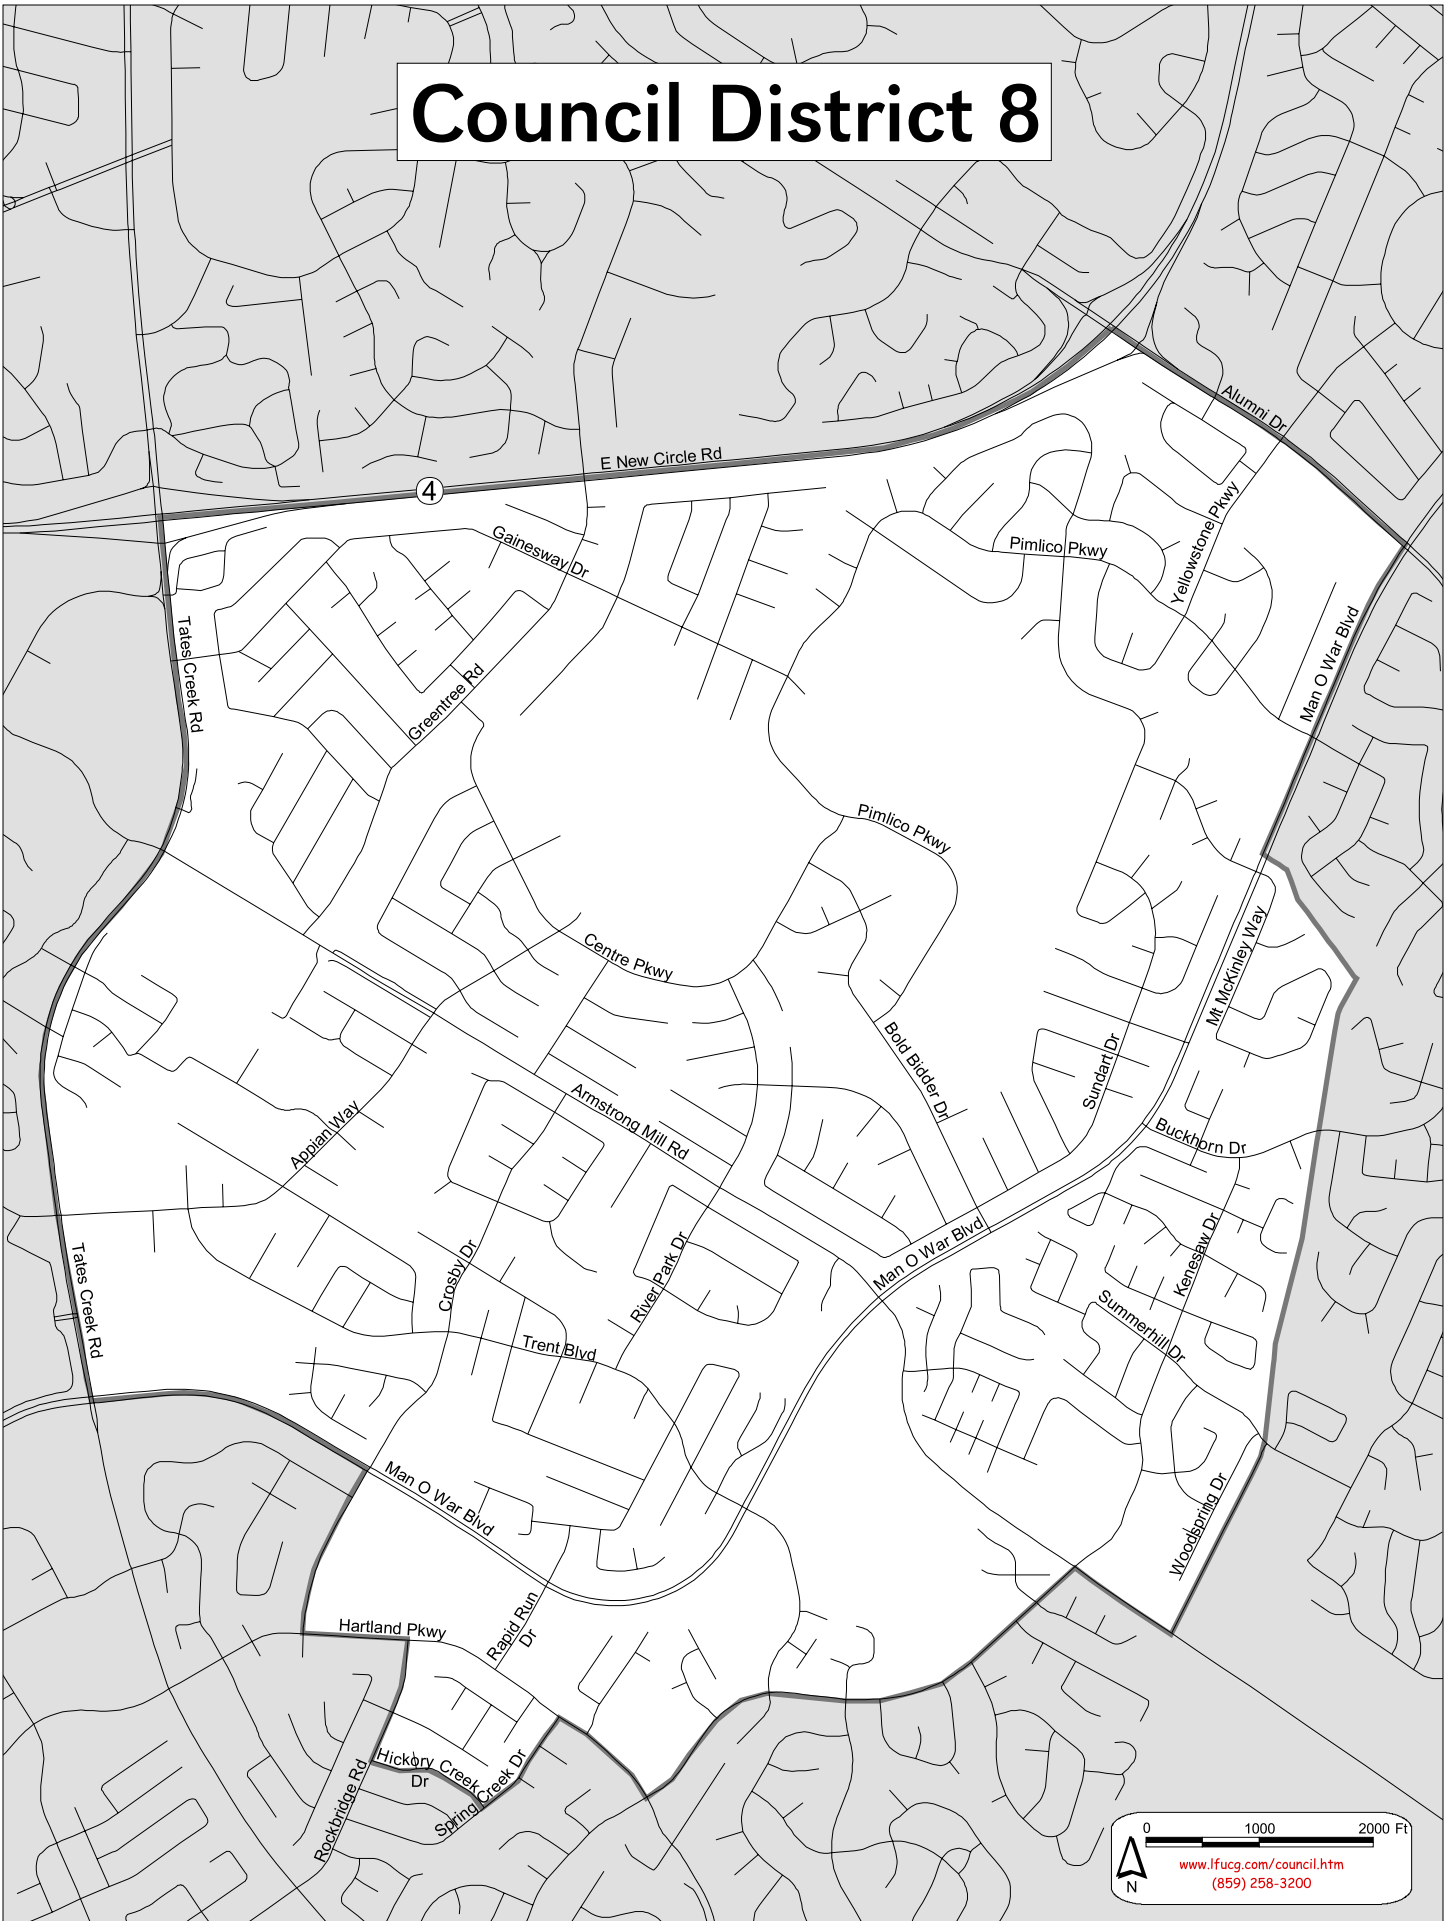 Council District 8
Alumni Dr
E New Circle Rd
4
Gainesway Dr
Pimlico Pkwy
Yellowstone Pkwy
Tates Creek Rd
Man O War Blvd
Greentree Rd
Pimlico Pkwy
Mt McKinley Way
Centre Pkwy
Bold Bidder Dr
Sundart Dr
Armstrong Mill Rd
Appian Way
Buckhorn Dr
Tates Creek Rd
Crosby Dr
River Park Dr
Man O War Blvd
Kenesaw Dr
Summerhill Dr
Trent Blvd
Man O War Blvd
Woodspring Dr
Hartland Pkwy
Rapid Run
Dr
Hickory Creek
Dr
Spring Creek Dr
Rockbridge Rd
0 1000 2000 Ft
www.lfucg.com/council.htm
(859) 258-3200
N